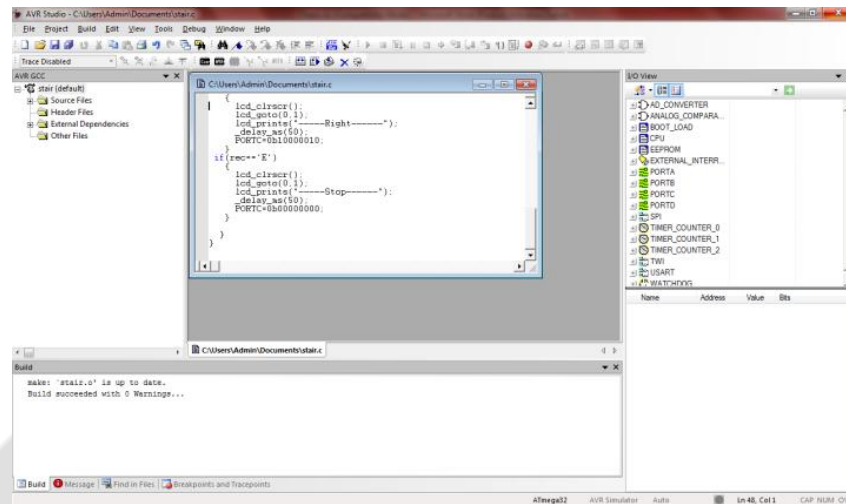 AVR Studio - C:\Users\Admin\Documents\stair.c
File Project Build Edit View Tools Debug Window Help
Trace Disabled
AVR GCC
stair (default)
Source Files
Header Files
External Dependencies
Other Files
C:\Users\Admin\Documents\stair.c
{
lcd_clrscr();
lcd_goto(0,1);
lcd_prints("-----Right------");
_delay_ms(50);
PORTC=0b10000010;
}
if(rec=='E')
{
lcd_clrscr();
lcd_goto(0,1);
lcd_prints("-----Stop------");
_delay_ms(50);
PORTC=0b00000000;
}
}
}
C:\Users\Admin\Documents\stair.c
I/O View
AD_CONVERTER
ANALOG_COMPARA...
BOOT_LOAD
CPU
EEPROM
EXTERNAL_INTERR...
PORTA
PORTB
PORTC
PORTD
SPI
TIMER_COUNTER_0
TIMER_COUNTER_1
TIMER_COUNTER_2
TWI
USART
WATCHDOG
Name Address Value Bits
Build
make: 'stair.o' is up to date.
Build succeeded with 0 Warnings...
Build Message Find in Files Breakpoints and Tracepoints
ATmega32 AVR Simulator Auto Ln 48, Col 1 CAP NUM